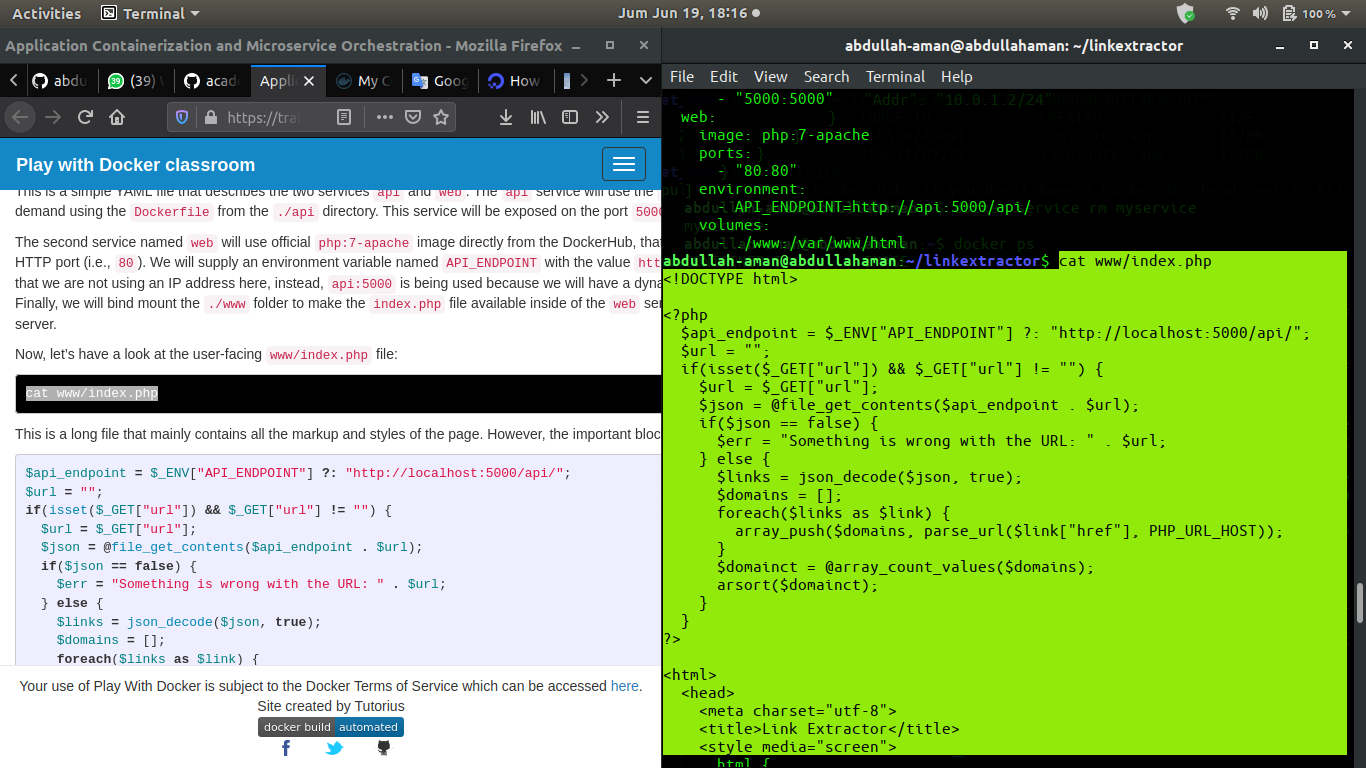 Activities Terminal Jum Jun 19, 18:16 100 %
Application Containerization and Microservice Orchestration - Mozilla Firefox
abdu (39) acad Appli My C Goog How
https://trai
Play with Docker classroom
This is a simple YAML file that describes the two services api and web. The api service will use the
demand using the Dockerfile from the ./api directory. This service will be exposed on the port 5000
The second service named web will use official php:7-apache image directly from the DockerHub, that
HTTP port (i.e., 80). We will supply an environment variable named API_ENDPOINT with the value htt
that we are not using an IP address here, instead, api:5000 is being used because we will have a dyna
Finally, we will bind mount the ./www folder to make the index.php file available inside of the web ser
server.
Now, let's have a look at the user-facing www/index.php file:
cat www/index.php
This is a long file that mainly contains all the markup and styles of the page. However, the important bloc
$api_endpoint = $_ENV["API_ENDPOINT"] ?: "http://localhost:5000/api/";
$url = "";
if(isset($_GET["url"]) && $_GET["url"] != "") {
  $url = $_GET["url"];
  $json = @file_get_contents($api_endpoint . $url);
  if($json == false) {
    $err = "Something is wrong with the URL: " . $url;
  } else {
    $links = json_decode($json, true);
    $domains = [];
    foreach($links as $link) {
Your use of Play With Docker is subject to the Docker Terms of Service which can be accessed here.
Site created by Tutorius
docker build automated
abdullah-aman@abdullahaman: ~/linkextractor
File Edit View Search Terminal Help
      - "5000:5000"
  web:
    image: php:7-apache
    ports:
      - "80:80"
    environment:
      - API_ENDPOINT=http://api:5000/api/
    volumes:
      - ./www:/var/www/html
abdullah-aman@abdullahaman:~/linkextractor$ cat www/index.php
<!DOCTYPE html>
<?php
  $api_endpoint = $_ENV["API_ENDPOINT"] ?: "http://localhost:5000/api/";
  $url = "";
  if(isset($_GET["url"]) && $_GET["url"] != "") {
    $url = $_GET["url"];
    $json = @file_get_contents($api_endpoint . $url);
    if($json == false) {
      $err = "Something is wrong with the URL: " . $url;
    } else {
      $links = json_decode($json, true);
      $domains = [];
      foreach($links as $link) {
        array_push($domains, parse_url($link["href"], PHP_URL_HOST));
      }
      $domainct = @array_count_values($domains);
      arsort($domainct);
    }
  }
?>
<html>
  <head>
    <meta charset="utf-8">
    <title>Link Extractor</title>
    <style media="screen">
      html {